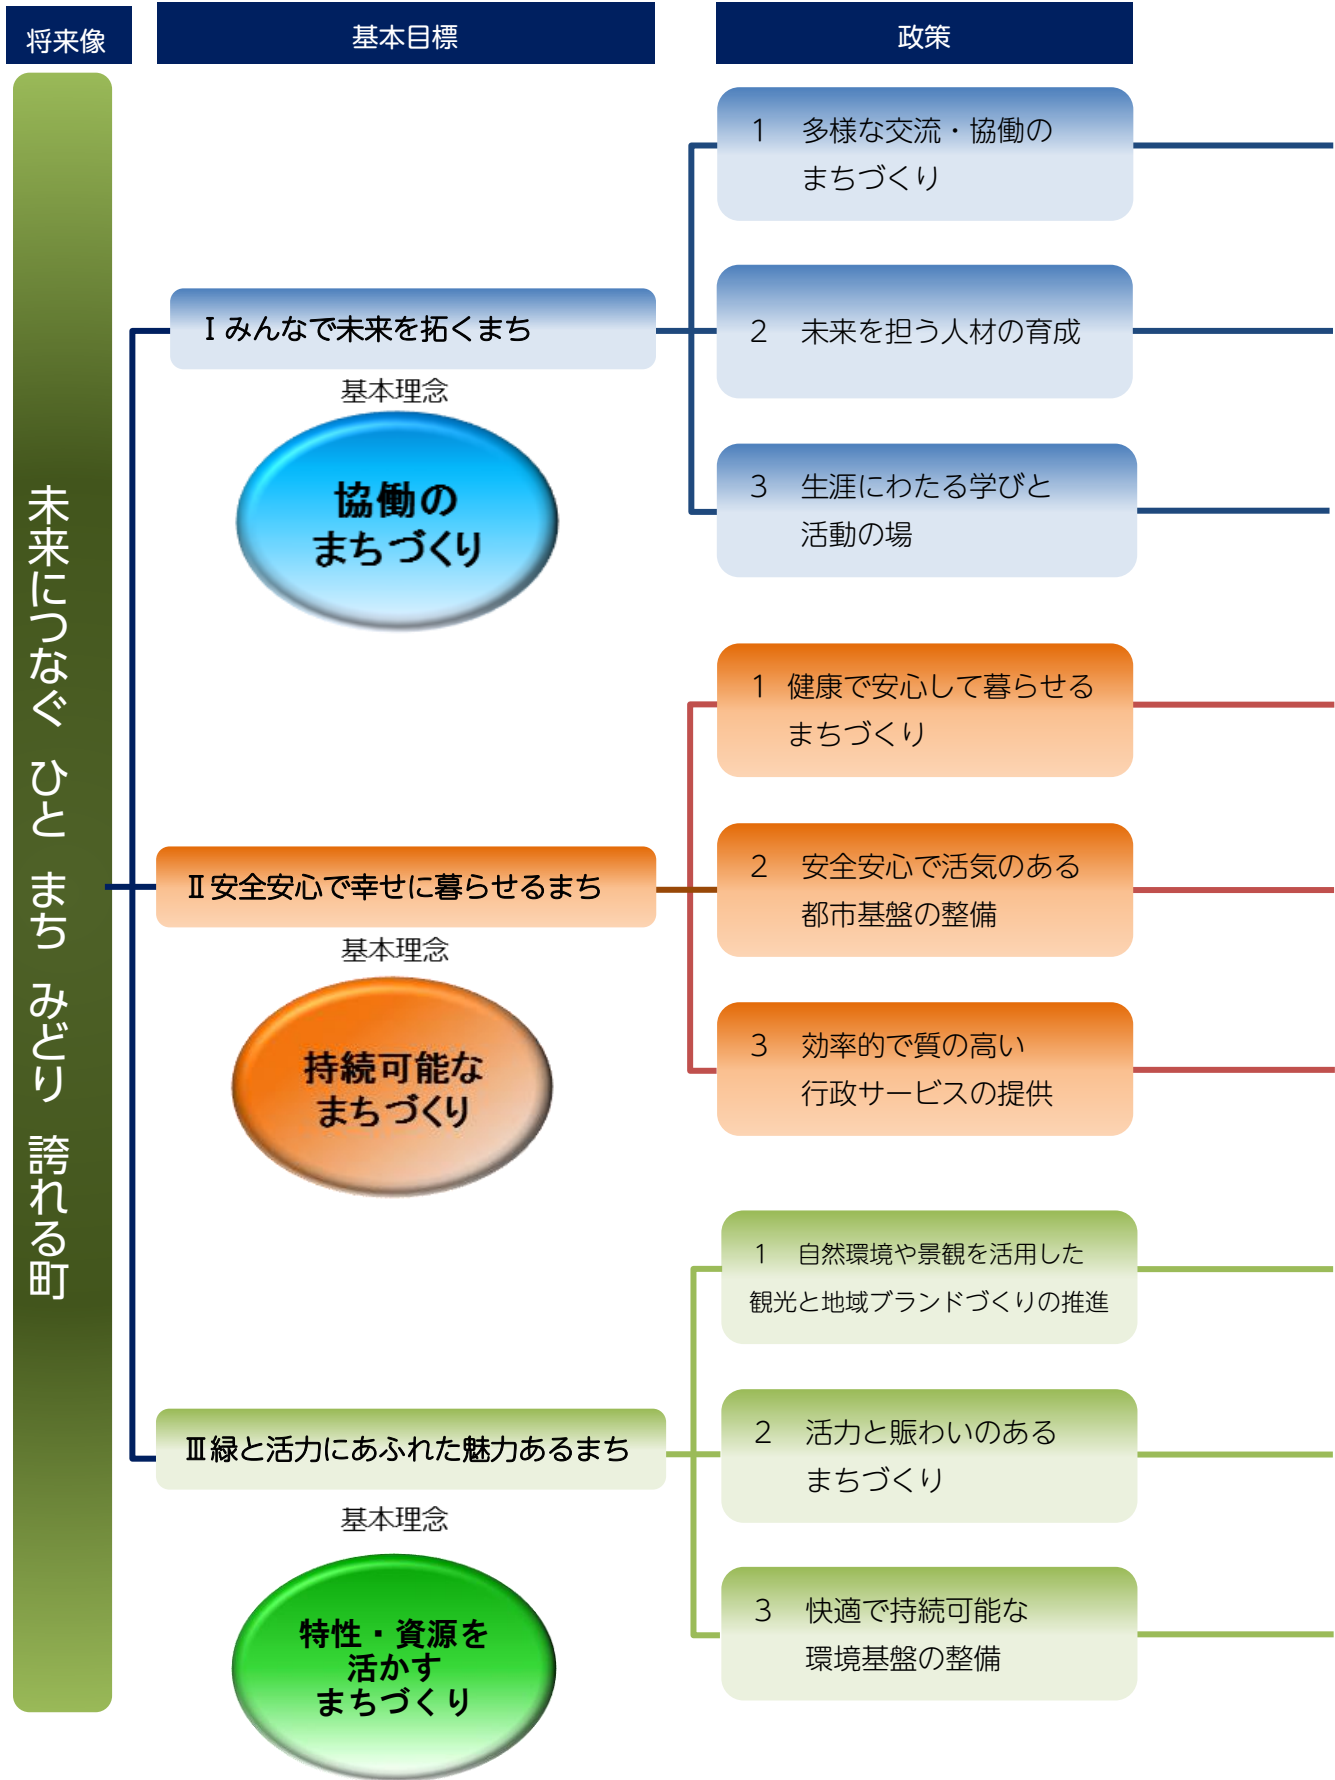 将来像
基本目標
政策
未来につなぐ ひと まち みどり 誇れる町
Ⅰみんなで未来を拓くまち
基本理念
協働の
まちづくり
1 多様な交流・協働の
まちづくり
2 未来を担う人材の育成
3 生涯にわたる学びと
活動の場
Ⅱ安全安心で幸せに暮らせるまち
基本理念
持続可能な
まちづくり
1 健康で安心して暮らせる
まちづくり
2 安全安心で活気のある
都市基盤の整備
3 効率的で質の高い
行政サービスの提供
Ⅲ緑と活力にあふれた魅力あるまち
基本理念
特性・資源を
活かす
まちづくり
1 自然環境や景観を活用した
観光と地域ブランドづくりの推進
2 活力と賑わいのある
まちづくり
3 快適で持続可能な
環境基盤の整備